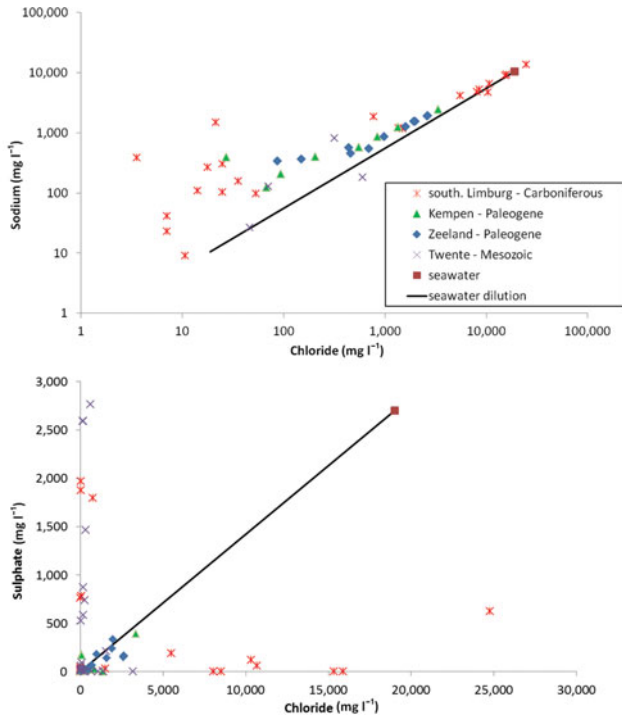 100,000
10,000
1,000
100
10
1
Sodium (mg l⁻¹)
south. Limburg - Carboniferous
Kempen - Paleogene
Zeeland - Paleogene
Twente - Mesozoic
seawater
seawater dilution
1 10 100 1,000 10,000 100,000
Chloride (mg l⁻¹)
3,000
2,500
2,000
1,500
1,000
500
0
Sulphate (mg l⁻¹)
0 5,000 10,000 15,000 20,000 25,000 30,000
Chloride (mg l⁻¹)